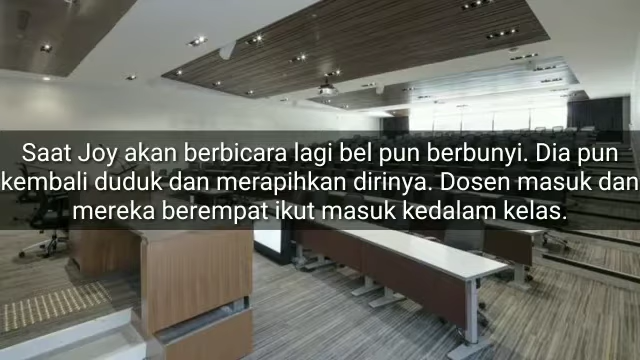 Saat Joy akan berbicara lagi bel pun berbunyi. Dia pun
kembali duduk dan merapihkan dirinya. Dosen masuk dan
mereka berempat ikut masuk kedalam kelas.